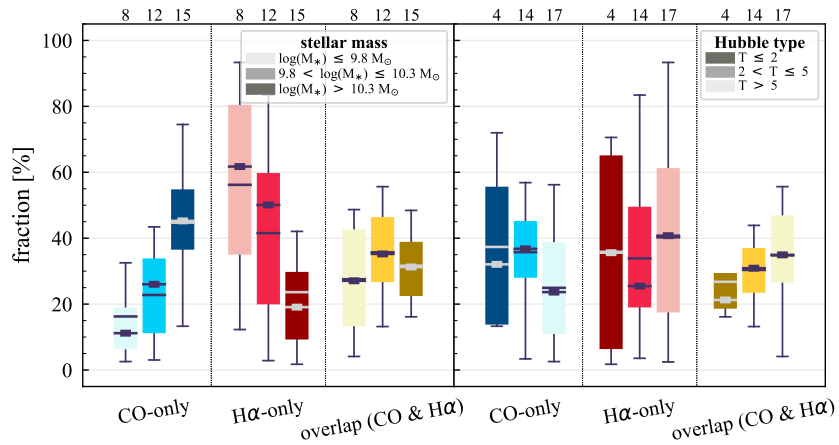 8 12 15 8 12 15 8 12 15 4 14 17 4 14 17 4 14 17
100
80
60
40
20
0
fraction [%]
stellar mass
log(M∗) ≤ 9.8 M⊙
9.8 < log(M∗) ≤ 10.3 M⊙
log(M∗) > 10.3 M⊙
Hubble type
T ≤ 2
2 < T ≤ 5
T > 5
CO-only Hα-only overlap (CO & Hα) CO-only Hα-only overlap (CO & Hα)